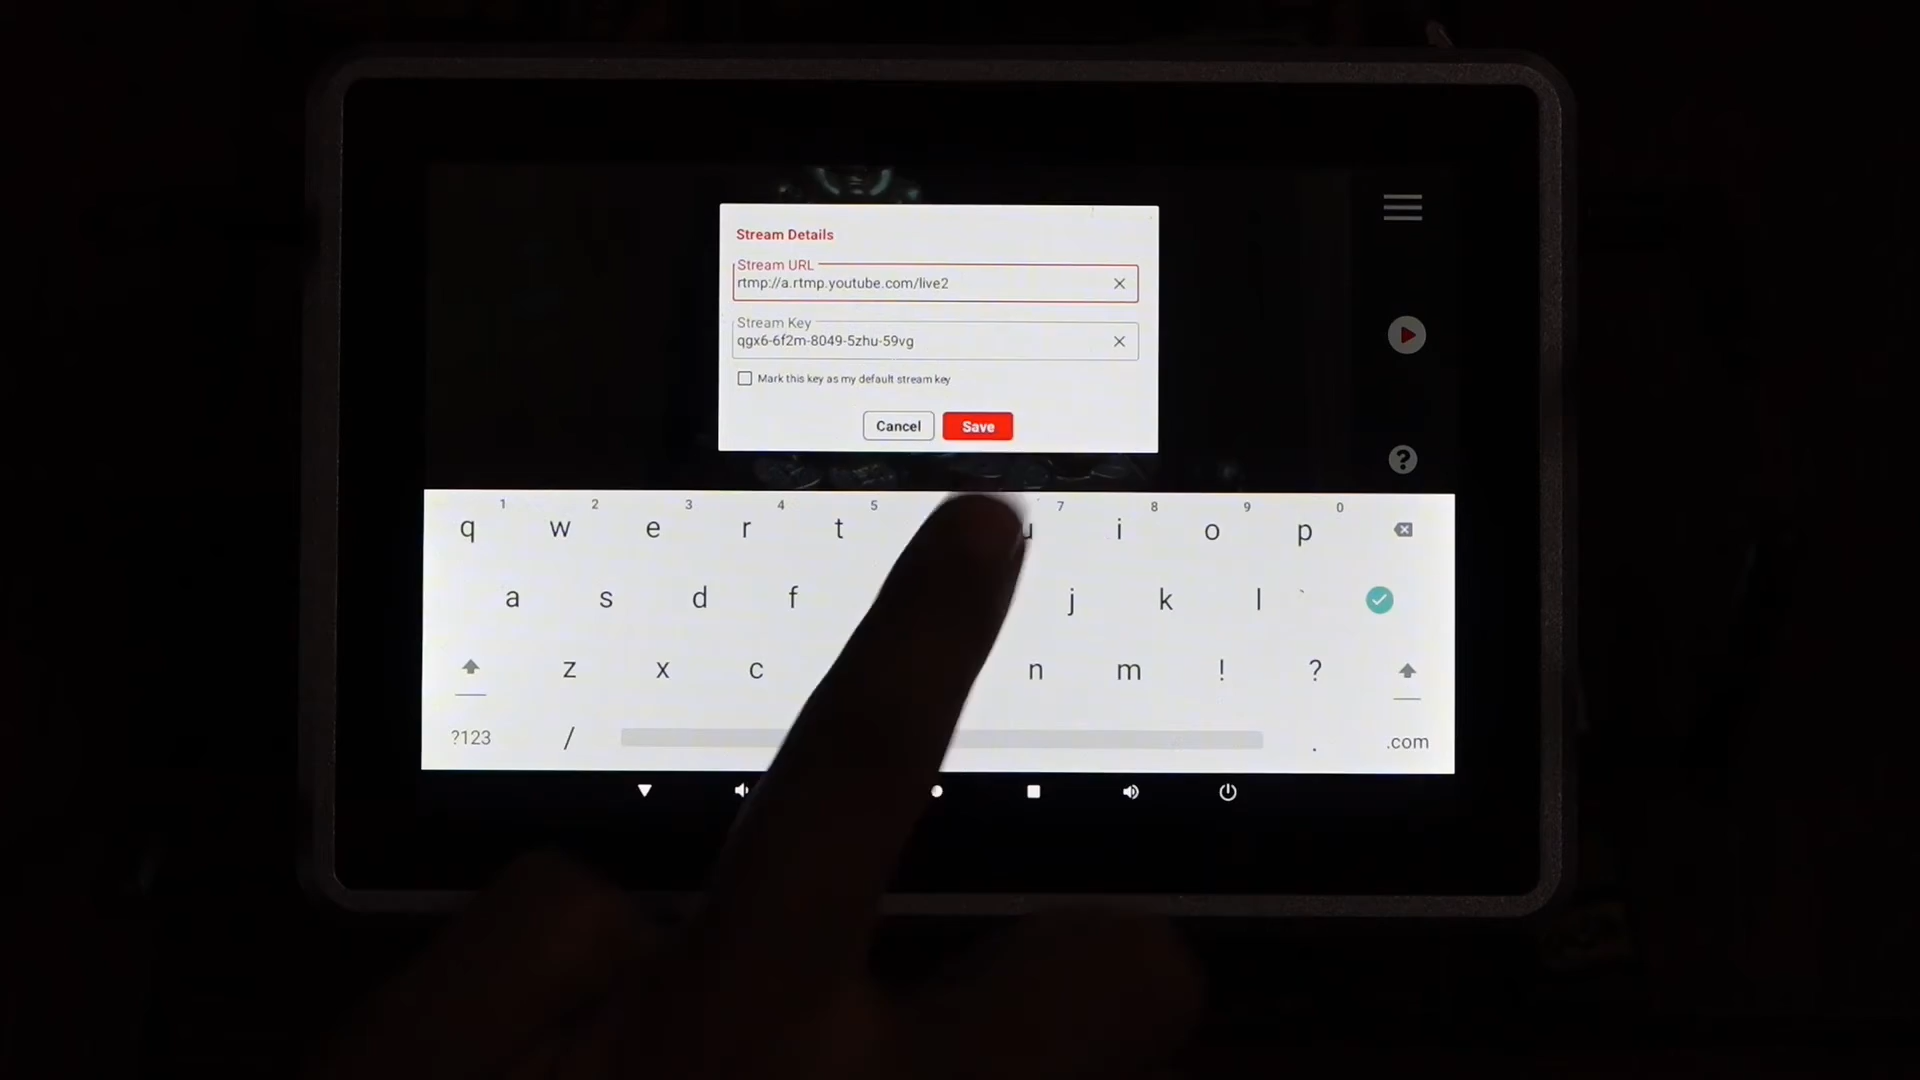 Stream Details
Stream URL
rtmp://a.rtmp.youtube.com/live2
Stream Key
qgx6-6f2m-8049-5zhu-59vg
Mark this key as my default stream key
Cancel Save
?
1 2 3 4 5 7 8 9 0
q w e r t u i o p
a s d f j k l `
z x c n m ! ?
?123 / . .com